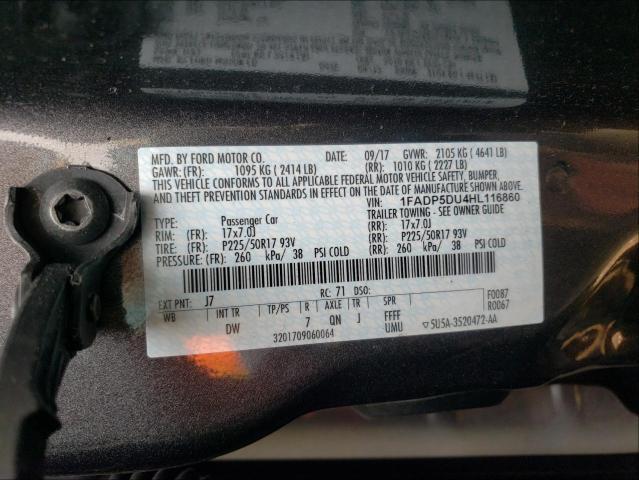 MFD. BY FORD MOTOR CO. DATE: 09/17 GVWR: 2105 KG ( 4641 LB)
GAWR: (FR): 1095 KG ( 2414 LB) (RR): 1010 KG ( 2227 LB)
THIS VEHICLE CONFORMS TO ALL APPLICABLE FEDERAL MOTOR VEHICLE SAFETY, BUMPER,
AND THEFT PREVENTION STANDARDS IN EFFECT ON THE DATE OF MANUFACTURE SHOWN ABOVE.
VIN: 1FADP5DU4HL116860
TYPE: Passenger Car TRAILER TOWING - SEE OWNER GUIDE
RIM: (FR): 17x7.0J (RR): 17x7.0J
TIRE: (FR): P225/50R17 93V (RR): P225/50R17 93V
PRESSURE: (FR): 260 kPa/ 38 PSI COLD (RR): 260 kPa/ 38 PSI COLD
EXT PNT: J7 RC: 71 DSO: F0087
WB INT TR TP/PS R AXLE TR SPR R0067
DW 7 QN J FFFF
3201709060064 UMU ▽5U5A-3520472-AA